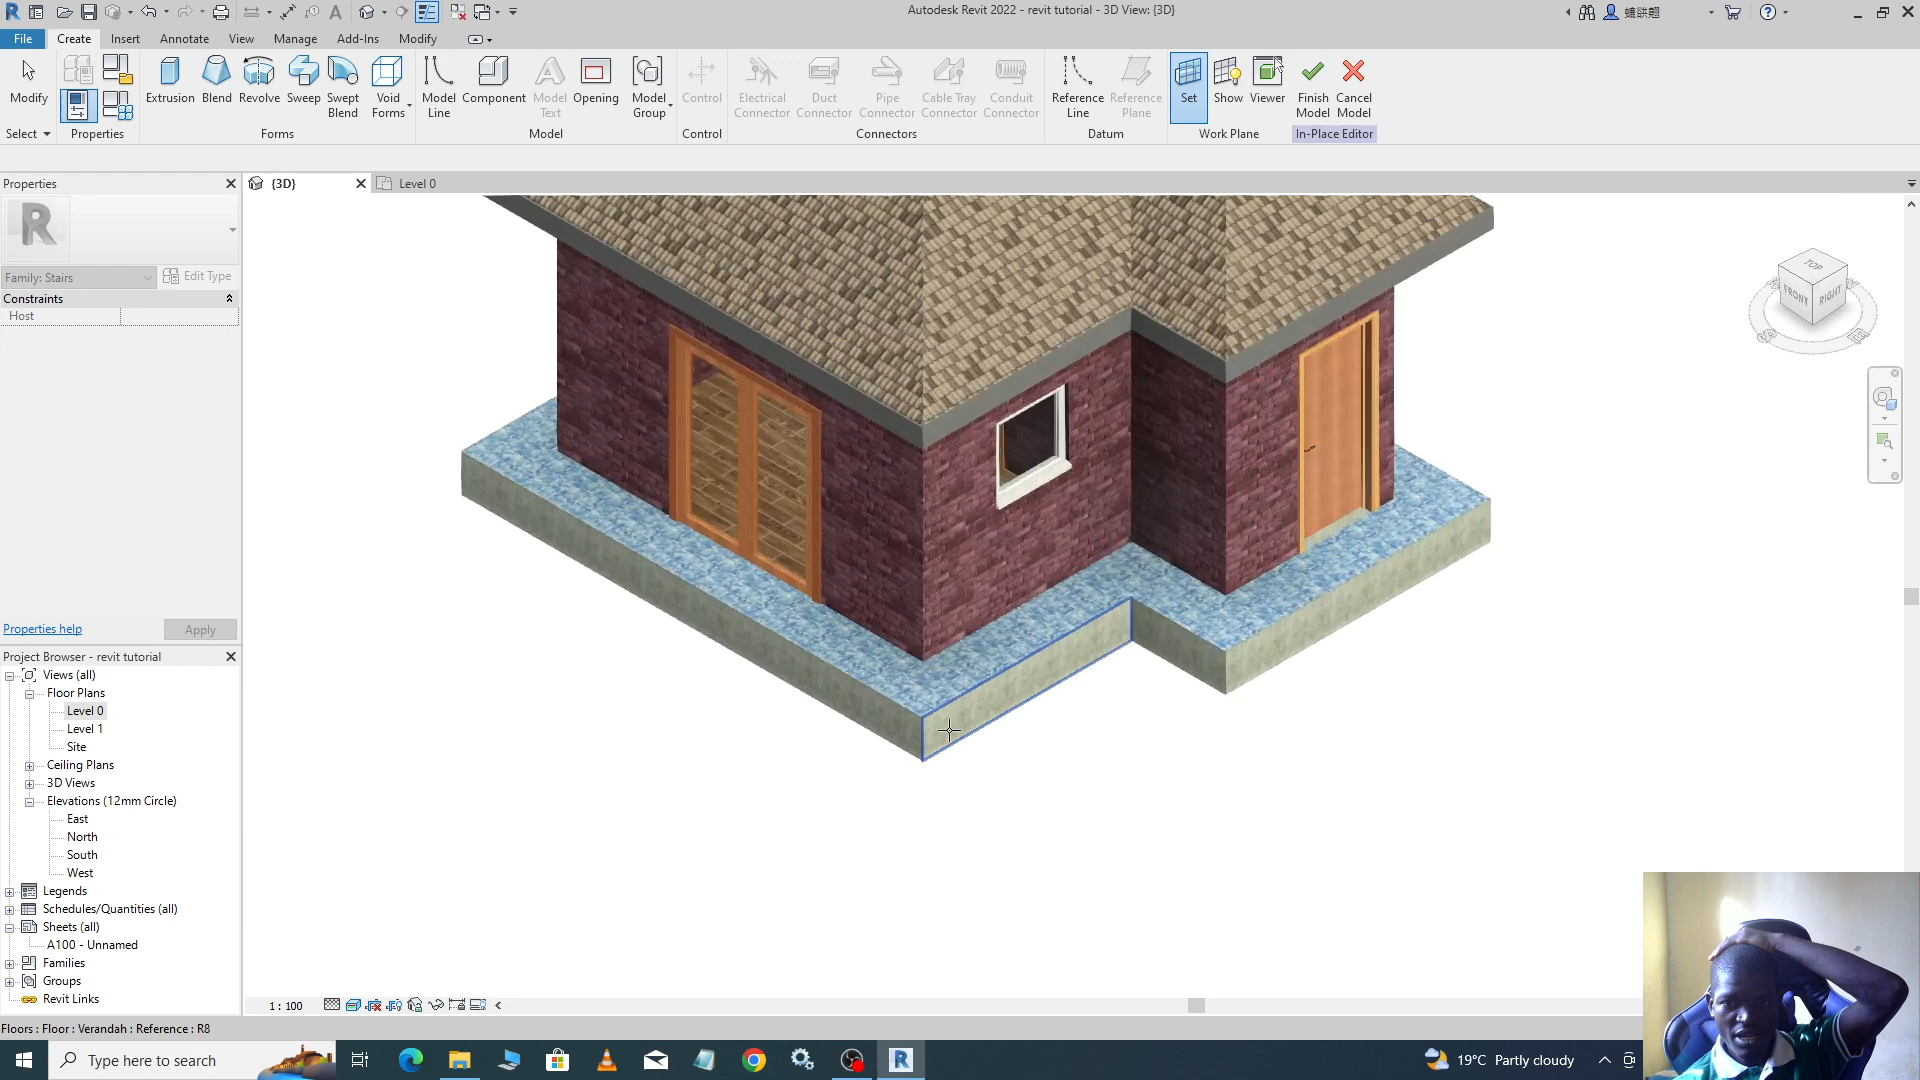 Autodesk Revit 2022 - revit tutorial - 3D View: {3D}
File Create Insert Annotate View Manage Add-Ins Modify
Modify
Select
Properties
Extrusion Blend Revolve Sweep Swept Blend Void Forms
Forms
Model Line Component Model Text Opening Model Group
Model
Control
Control
Electrical Connector Duct Connector Pipe Connector Cable Tray Connector Conduit Connector
Connectors
Reference Line Reference Plane
Datum
Set Show Viewer
Work Plane
Finish Model Cancel Model
In-Place Editor
Properties
{3D}
Level 0
Family: Stairs
Edit Type
Constraints
Host
Properties help
Apply
Project Browser - revit tutorial
Views (all)
Floor Plans
Level 0
Level 1
Site
Ceiling Plans
3D Views
Elevations (12mm Circle)
East
North
South
West
Legends
Schedules/Quantities (all)
Sheets (all)
A100 - Unnamed
Families
Groups
Revit Links
TOP
FRONT
RIGHT
1 : 100
Floors : Floor : Verandah : Reference : R8
Type here to search
19°C Partly cloudy